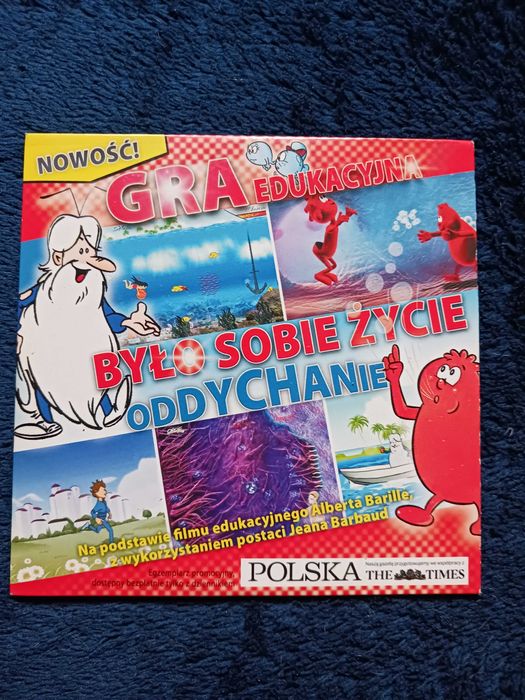 NOWOŚĆ!
GRA EDUKACYJNA
BYŁO SOBIE ŻYCIE
ODDYCHANIE
Na podstawie filmu edukacyjnego Alberta Barille,
z wykorzystaniem postaci Jeana Barbaud
Egzemplarz promocyjny,
dostępny bezpłatnie tylko z dziennikiem
POLSKA THE TIMES